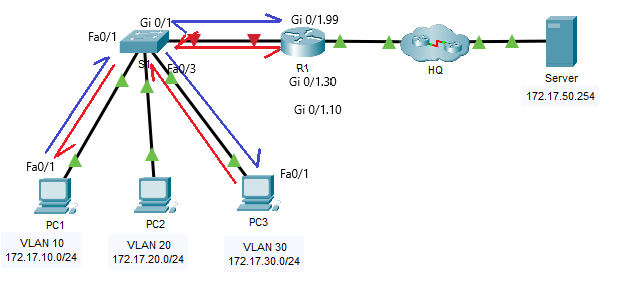 Gi 0/1
Gi 0/1.99
Fa0/1
S1
Fa0/3
R1
HQ
Server
172.17.50.254
Gi 0/1.30
Gi 0/1.10
Fa0/1
Fa0/1
PC1
PC2
PC3
VLAN 10
172.17.10.0/24
VLAN 20
172.17.20.0/24
VLAN 30
172.17.30.0/24